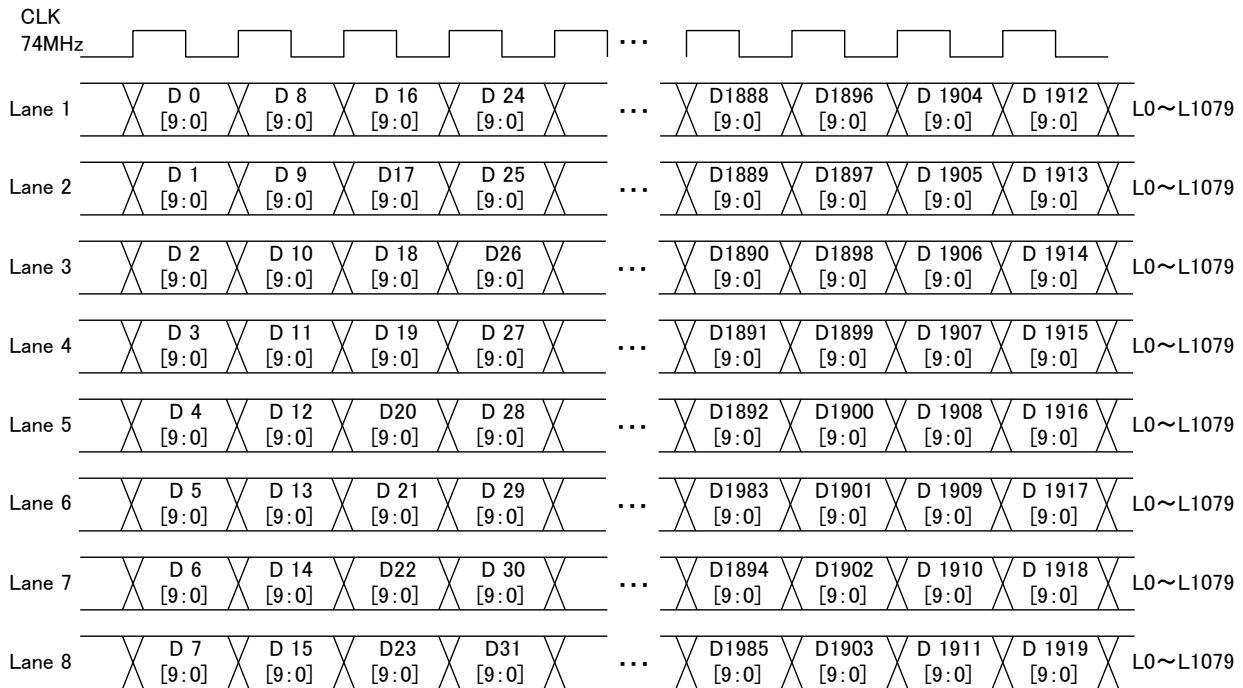 CLK
74MHz ...
Lane 1 D 0 D 8 D 16 D 24 ... D1888 D1896 D 1904 D 1912 L0～L1079
[9:0] [9:0] [9:0] [9:0] [9:0] [9:0] [9:0] [9:0]
Lane 2 D 1 D 9 D17 D 25 ... D1889 D1897 D 1905 D 1913 L0～L1079
[9:0] [9:0] [9:0] [9:0] [9:0] [9:0] [9:0] [9:0]
Lane 3 D 2 D 10 D 18 D26 ... D1890 D1898 D 1906 D 1914 L0～L1079
[9:0] [9:0] [9:0] [9:0] [9:0] [9:0] [9:0] [9:0]
Lane 4 D 3 D 11 D 19 D 27 ... D1891 D1899 D 1907 D 1915 L0～L1079
[9:0] [9:0] [9:0] [9:0] [9:0] [9:0] [9:0] [9:0]
Lane 5 D 4 D 12 D20 D 28 ... D1892 D1900 D 1908 D 1916 L0～L1079
[9:0] [9:0] [9:0] [9:0] [9:0] [9:0] [9:0] [9:0]
Lane 6 D 5 D 13 D 21 D 29 ... D1983 D1901 D 1909 D 1917 L0～L1079
[9:0] [9:0] [9:0] [9:0] [9:0] [9:0] [9:0] [9:0]
Lane 7 D 6 D 14 D22 D 30 ... D1894 D1902 D 1910 D 1918 L0～L1079
[9:0] [9:0] [9:0] [9:0] [9:0] [9:0] [9:0] [9:0]
Lane 8 D 7 D 15 D23 D31 ... D1985 D1903 D 1911 D 1919 L0～L1079
[9:0] [9:0] [9:0] [9:0] [9:0] [9:0] [9:0] [9:0]